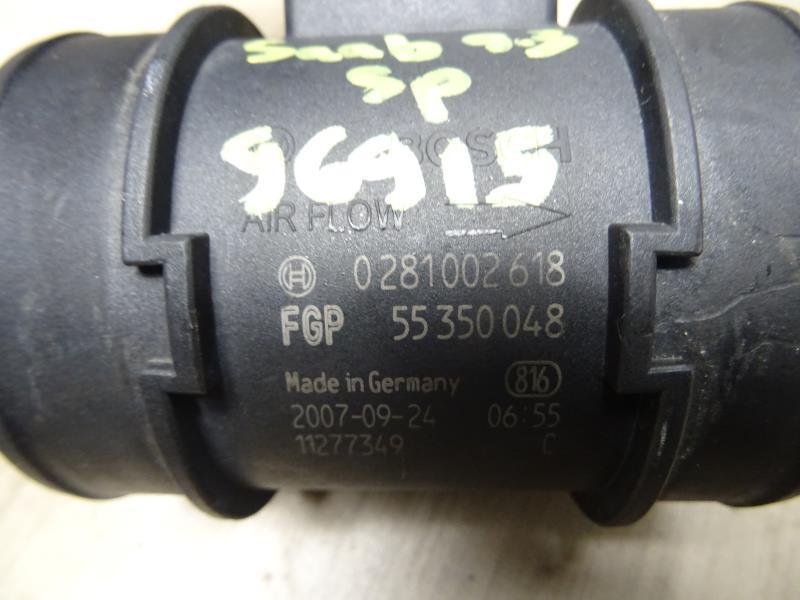 Saab 9.3
SP
S6915
BOSCH
AIR FLOW
0 281 002 618
FGP 55 350 048
Made in Germany 816
2007-09-24 06:55
11277349 C